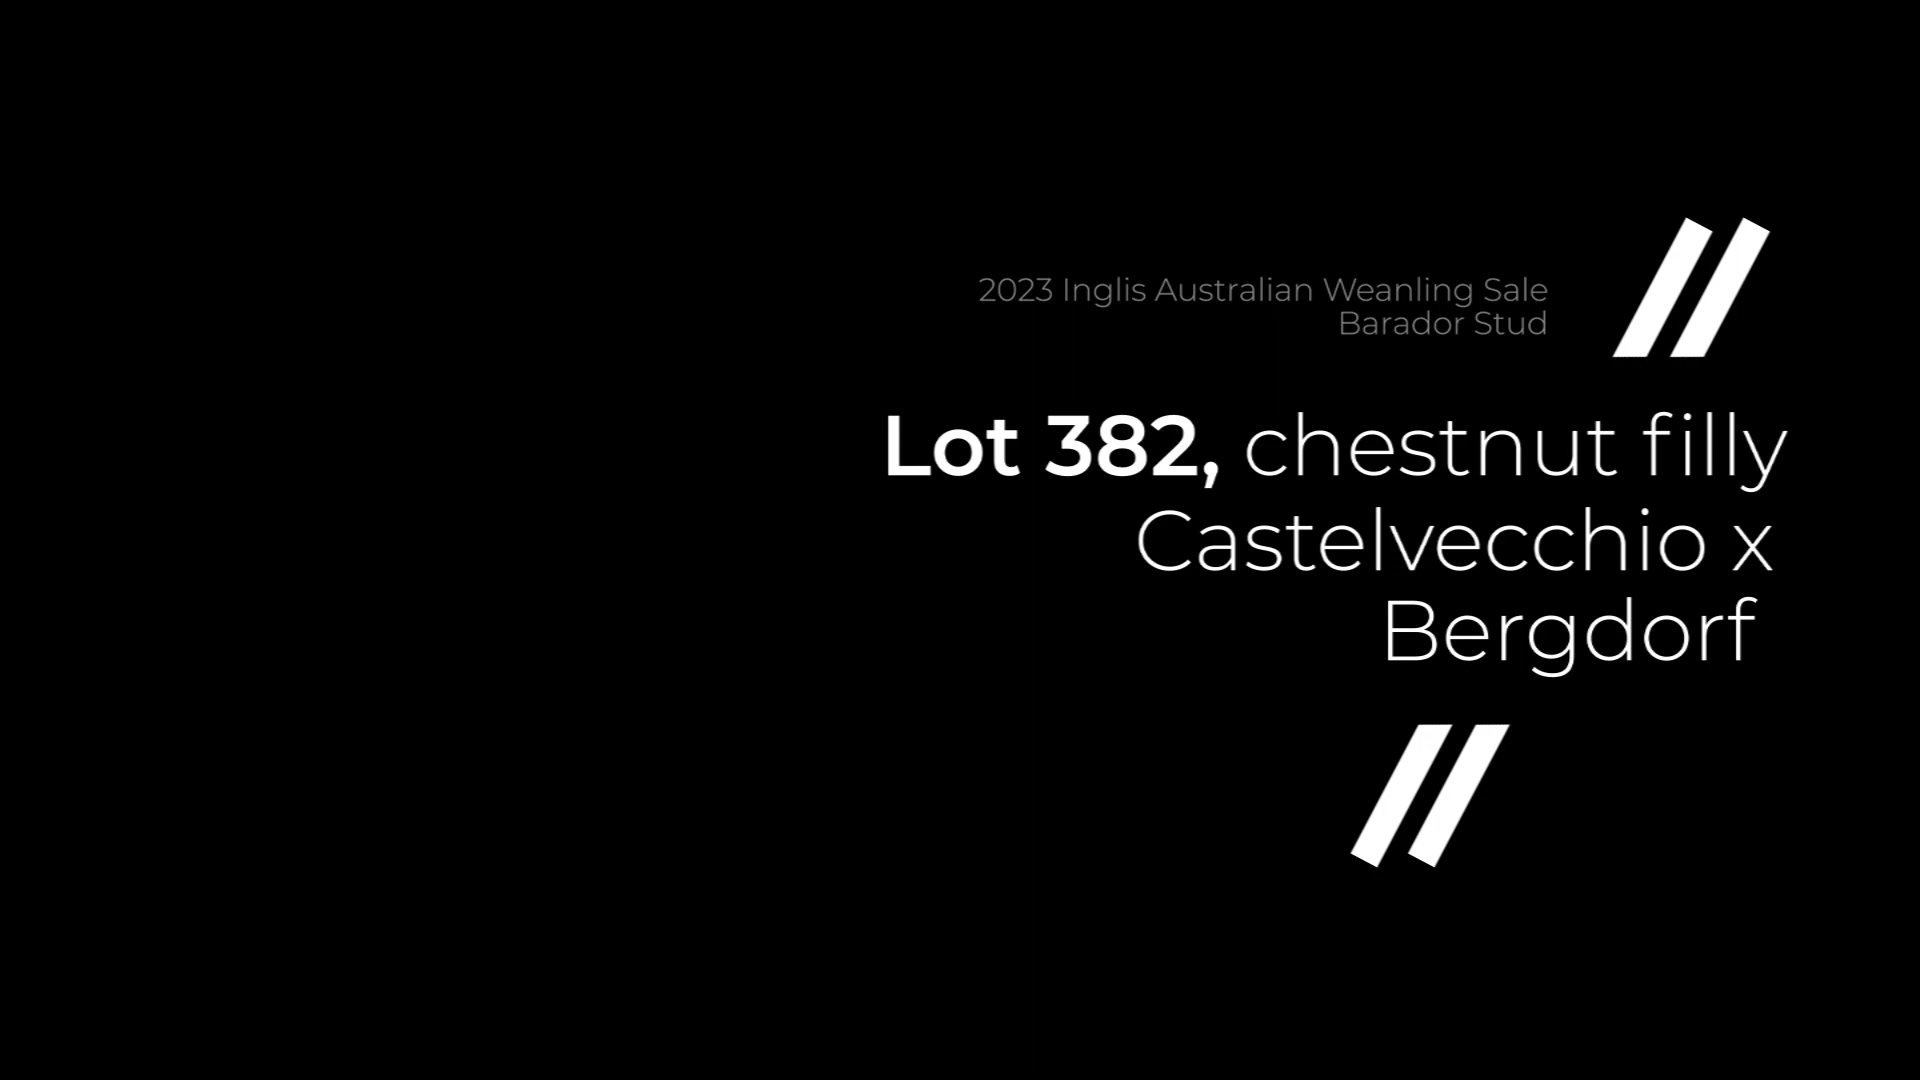 2023 Inglis Australian Weanling Sale
Barador Stud
Lot 382, chestnut filly
Castelvecchio x
Bergdorf